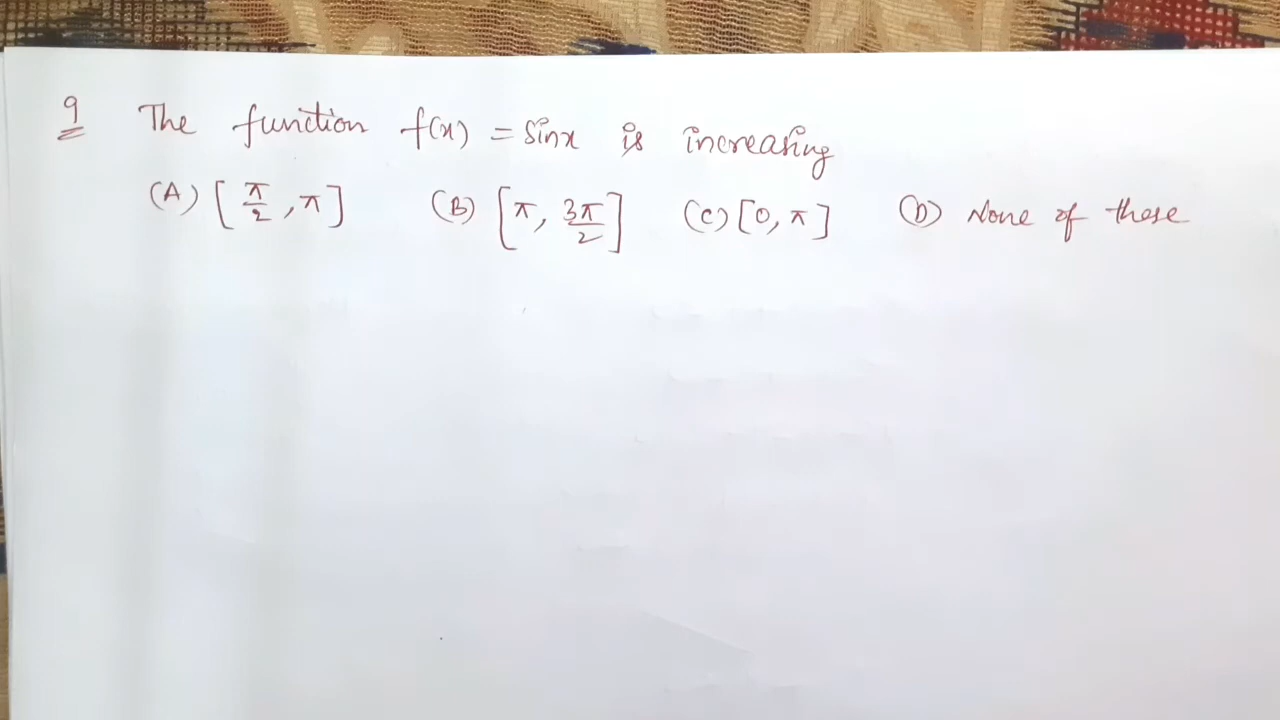 9 The function f(x) = sinx is increasing
(A) [π/2, π] (B) [π, 3π/2] (C) [0, π] (D) None of these